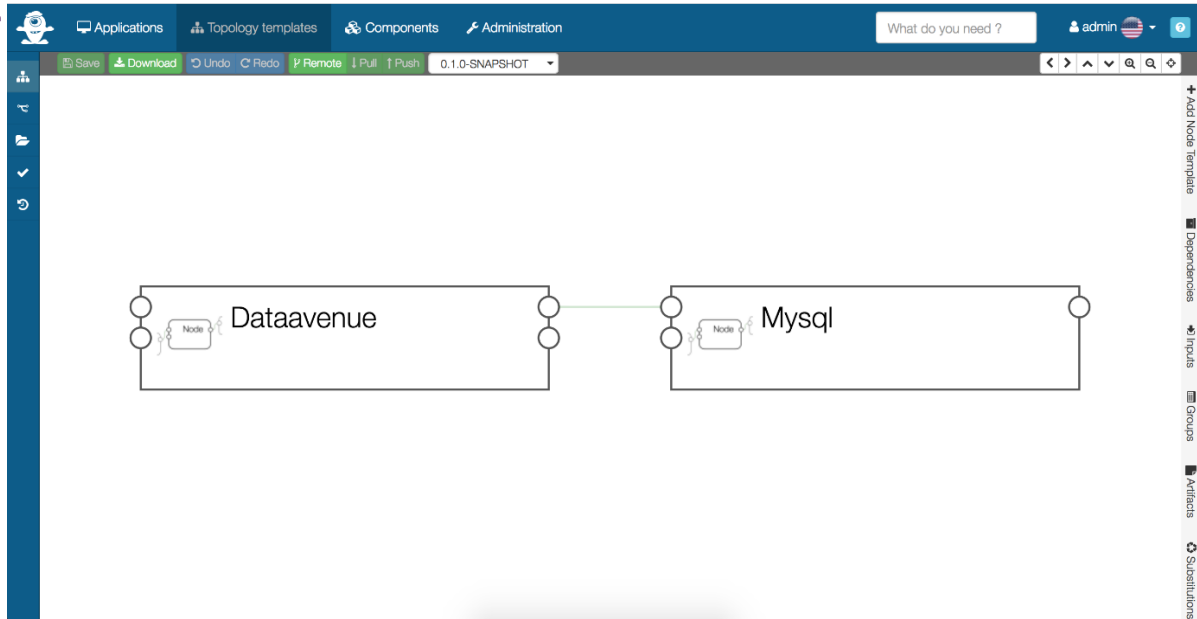 Applications Topology templates Components Administration What do you need ? admin
Save Download Undo Redo Remote Pull Push 0.1.0-SNAPSHOT
Add Node Template
Dependencies
Inputs
Groups
Artifacts
Substitutions
Node Dataavenue
Node Mysql